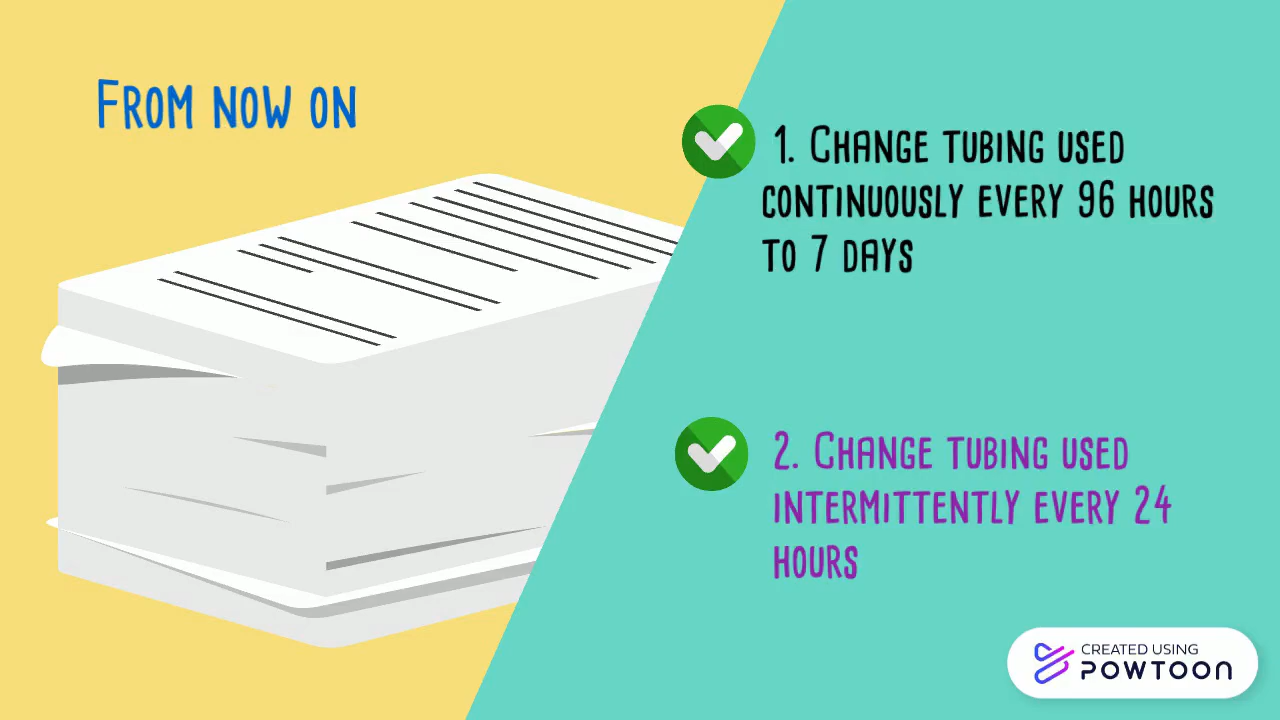 From now on
1. Change tubing used
continuously every 96 hours
to 7 days
2. Change tubing used
intermittently every 24
hours
CREATED USING
POWTOON